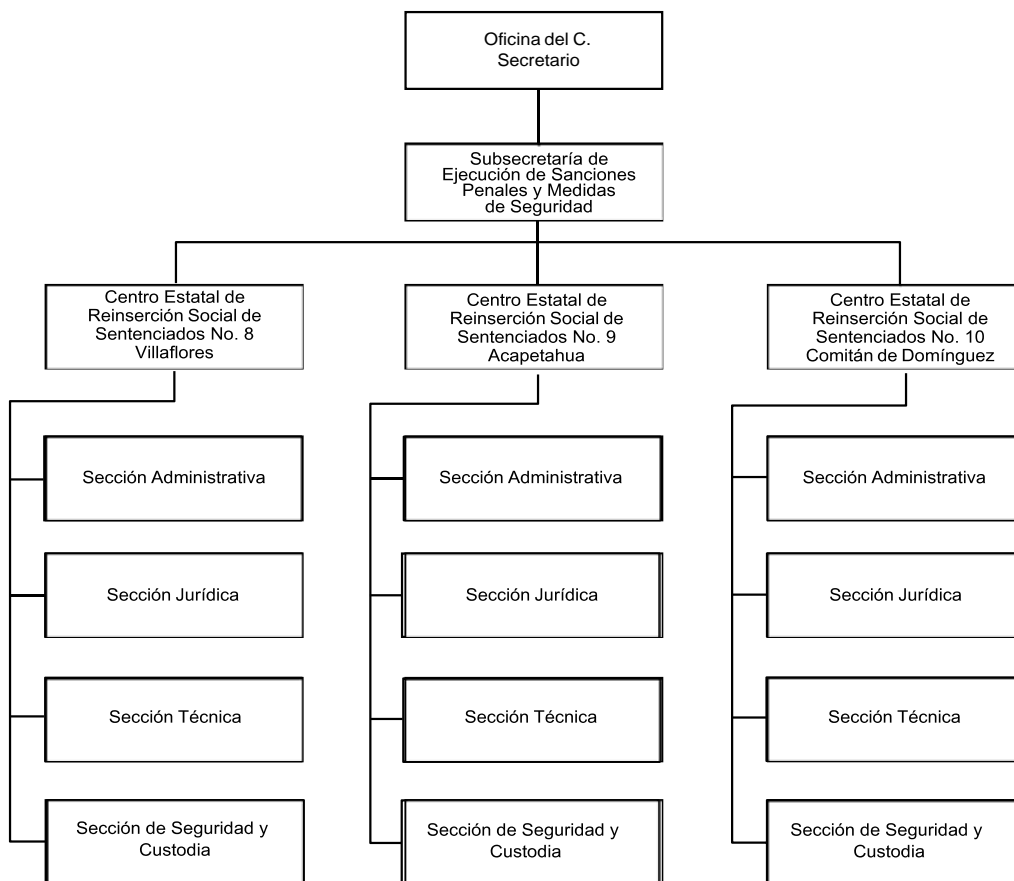 Oficina del C.
Secretario
Subsecretaría de
Ejecución de Sanciones
Penales y Medidas
de Seguridad
Centro Estatal de
Reinserción Social de
Sentenciados No. 8
Villaflores
Centro Estatal de
Reinserción Social de
Sentenciados No. 9
Acapetahua
Centro Estatal de
Reinserción Social de
Sentenciados No. 10
Comitán de Domínguez
Sección Administrativa
Sección Administrativa
Sección Administrativa
Sección Jurídica
Sección Jurídica
Sección Jurídica
Sección Técnica
Sección Técnica
Sección Técnica
Sección de Seguridad y
Custodia
Sección de Seguridad y
Custodia
Sección de Seguridad y
Custodia